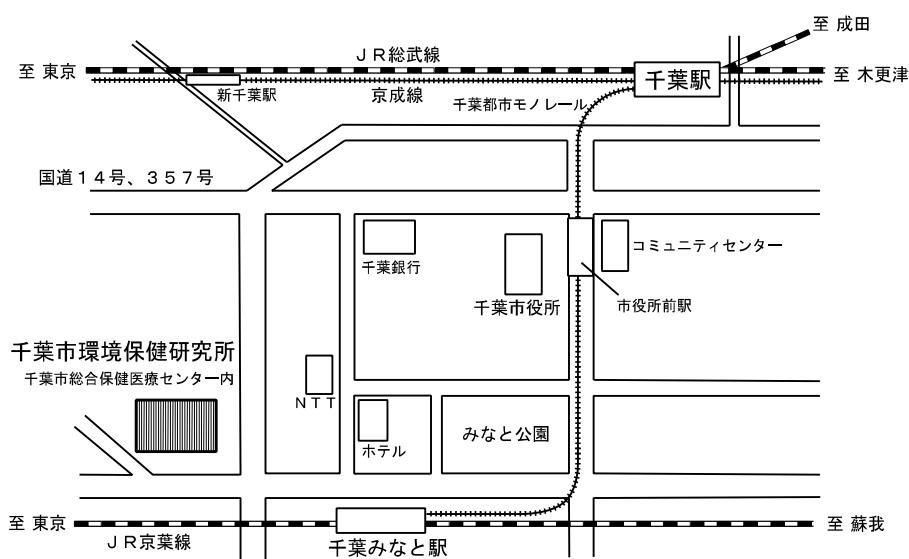 至 成田
ＪＲ総武線
至 東京
千葉駅
至 木更津
新千葉駅
京成線
千葉都市モノレール
国道１４号、３５７号
コミュニティセンター
千葉銀行
千葉市役所
市役所前駅
千葉市環境保健研究所
千葉市総合保健医療センター内
ＮＴＴ
みなと公園
ホテル
至 東京
至 蘇我
ＪＲ京葉線
千葉みなと駅